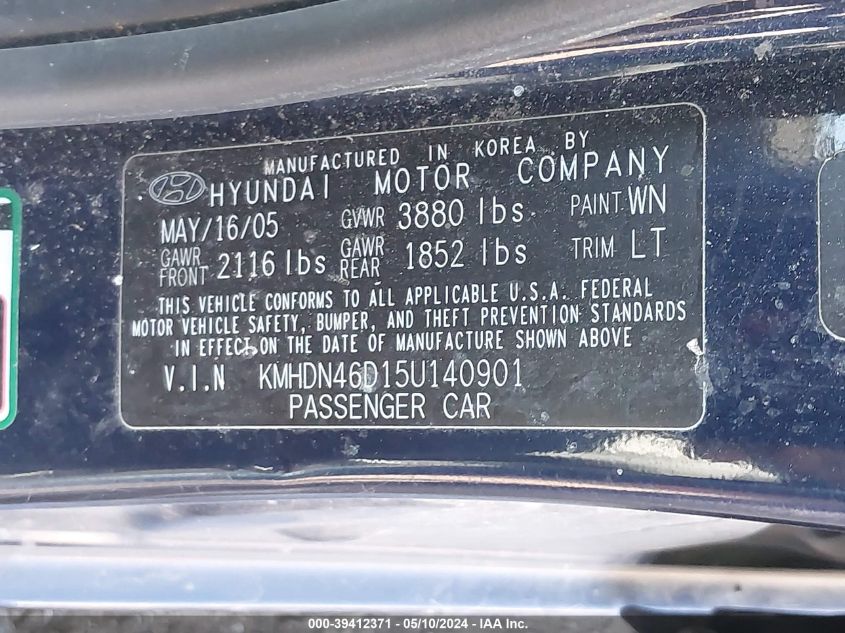 MANUFACTURED IN KOREA BY
HYUNDAI MOTOR COMPANY
MAY/16/05 GVWR 3880 lbs PAINT WN
GAWR FRONT 2116 lbs GAWR REAR 1852 lbs TRIM LT
THIS VEHICLE CONFORMS TO ALL APPLICABLE U.S.A. FEDERAL
MOTOR VEHICLE SAFETY, BUMPER, AND THEFT PREVENTION STANDARDS
IN EFFECT ON THE DATE OF MANUFACTURE SHOWN ABOVE
V.I.N KMHDN46D15U140901
PASSENGER CAR
000-39412371 - 05/10/2024 - IAA Inc.